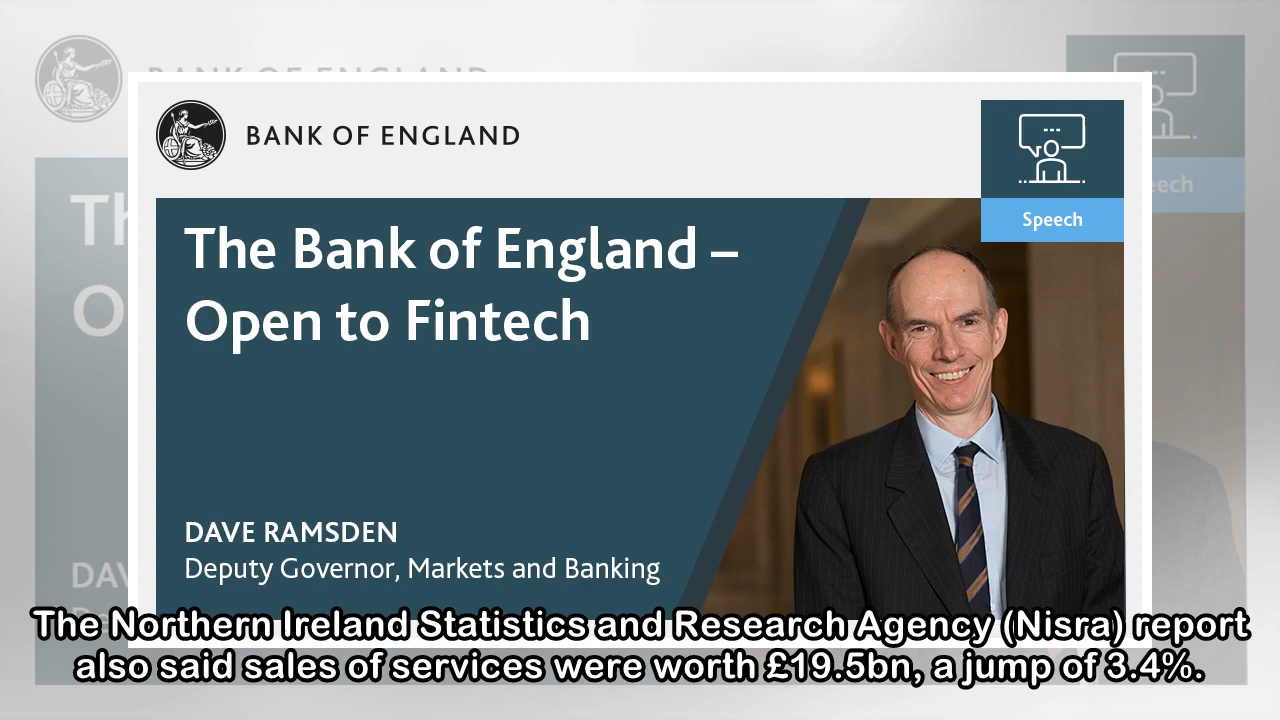 BANK OF ENGLAND
Speech
The Bank of England –
Open to Fintech
DAVE RAMSDEN
Deputy Governor, Markets and Banking
The Northern Ireland Statistics and Research Agency (Nisra) report
also said sales of services were worth £19.5bn, a jump of 3.4%.